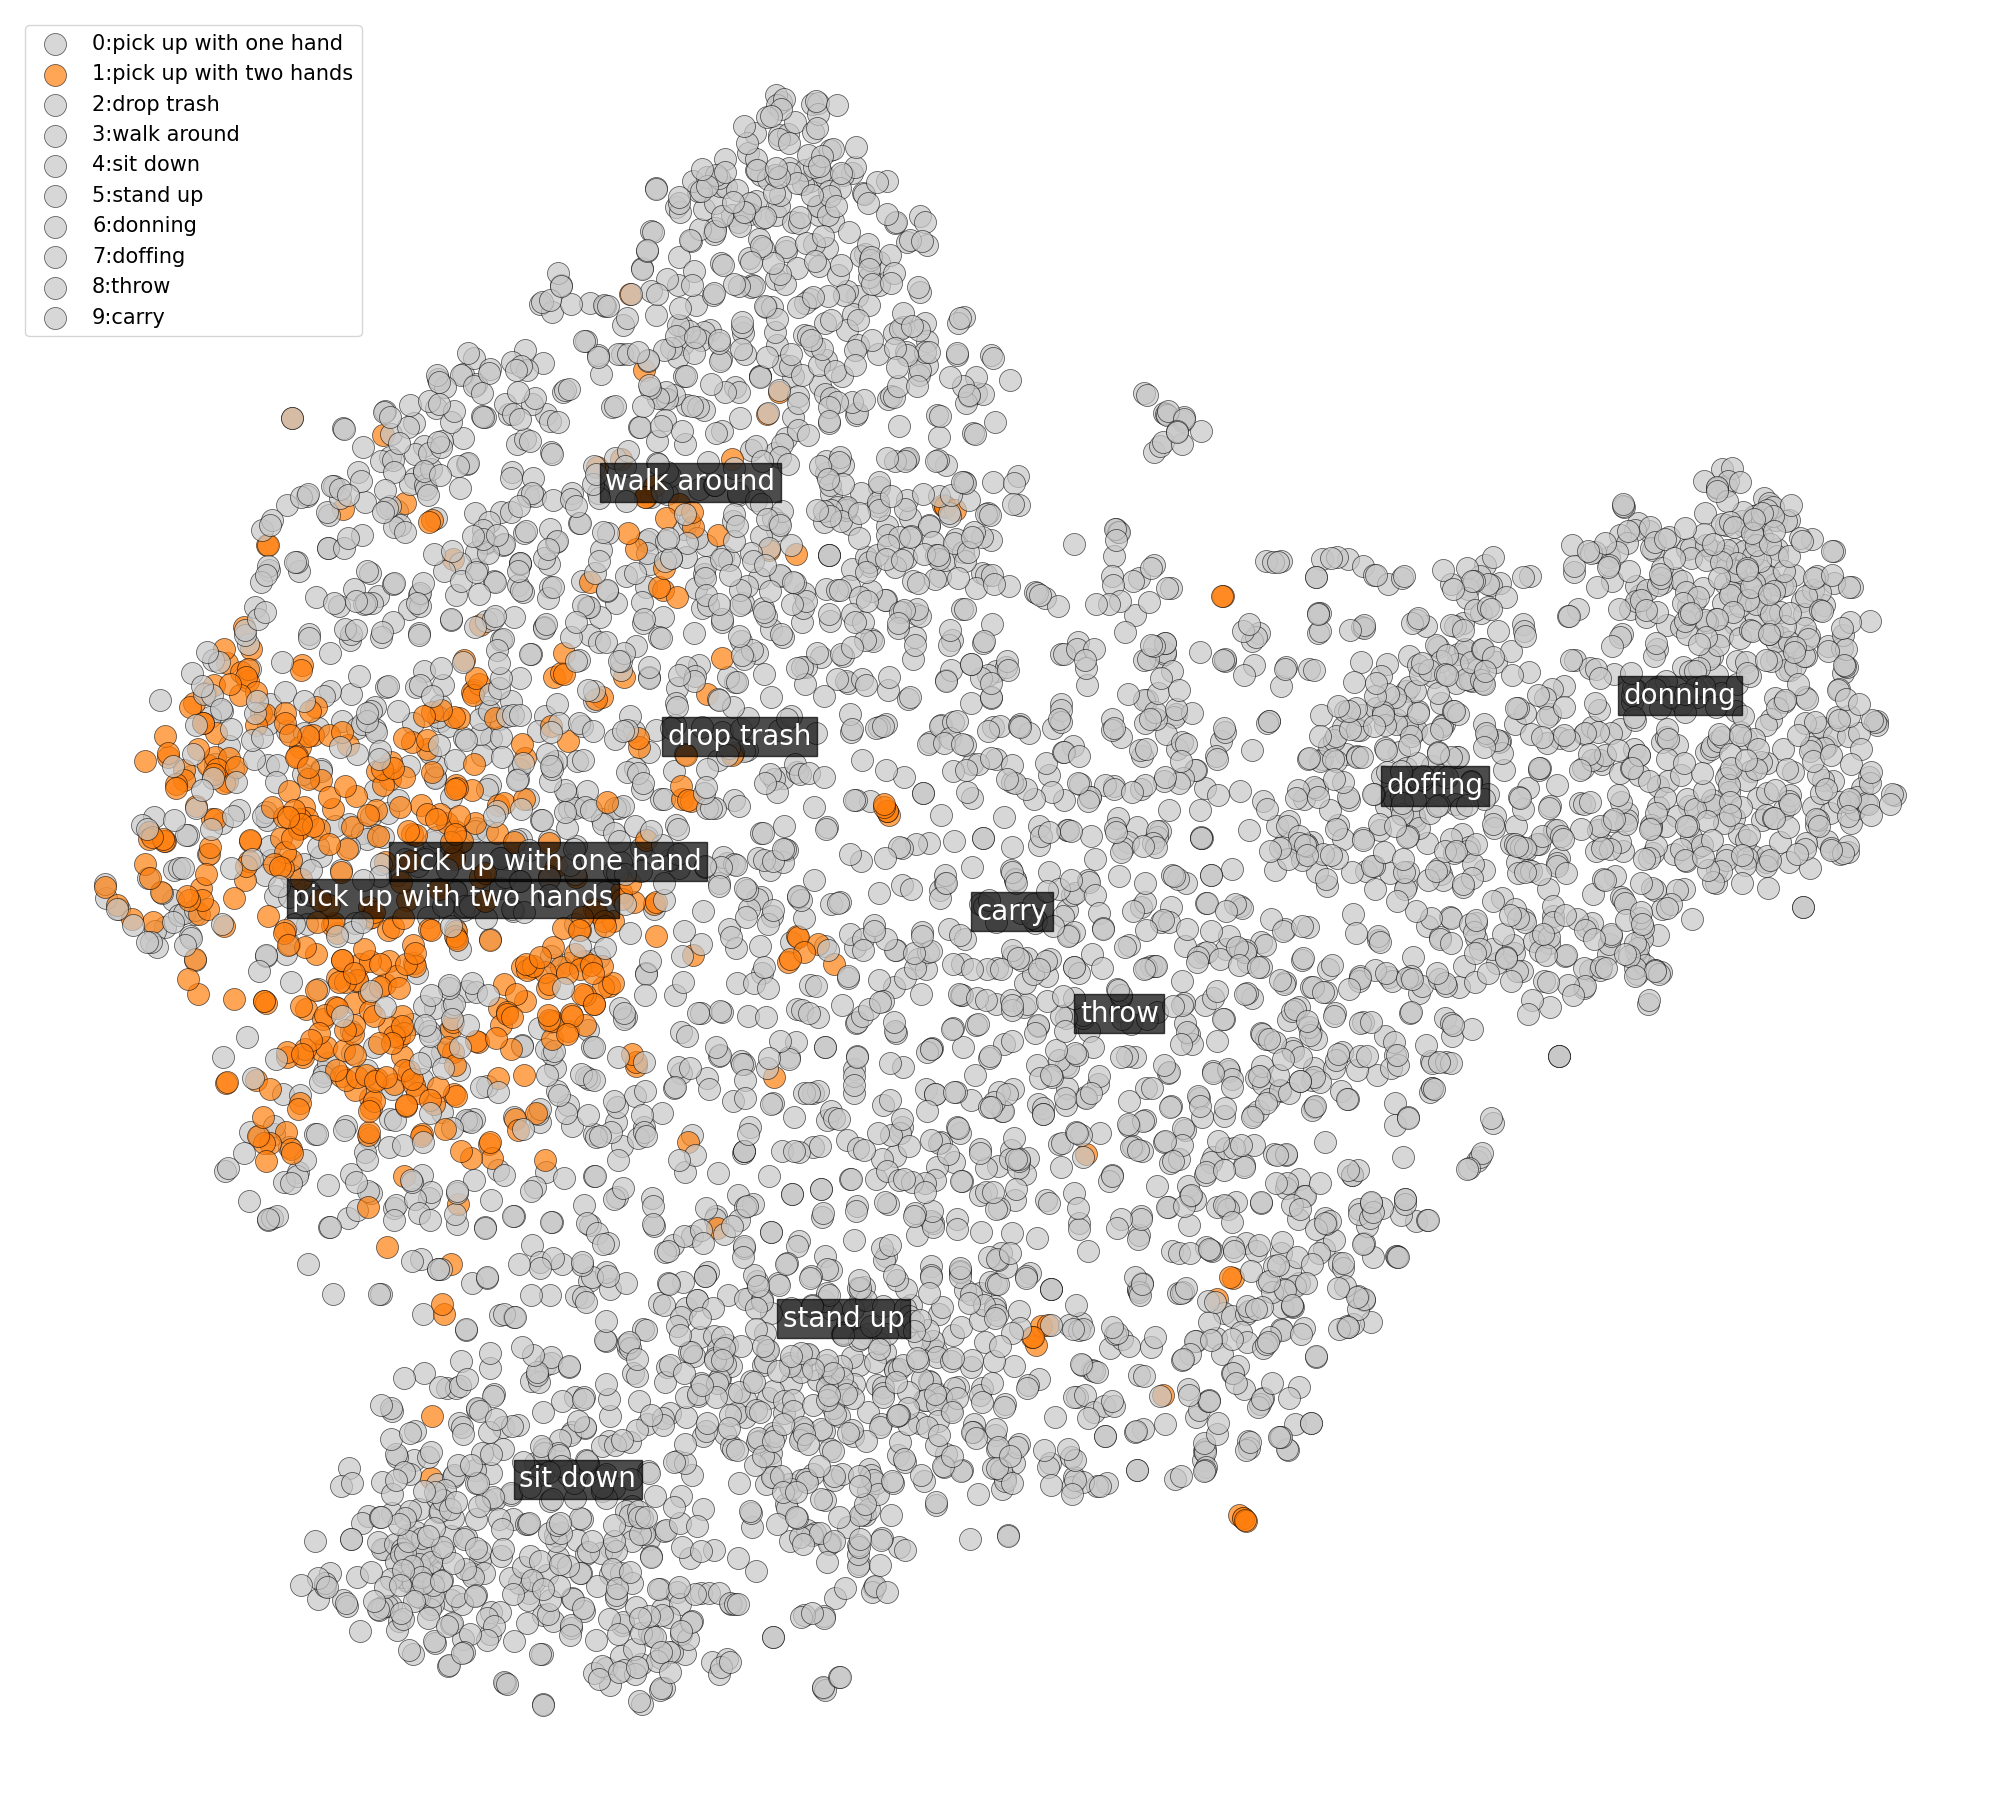 0:pick up with one hand
1:pick up with two hands
2:drop trash
3:walk around
4:sit down
5:stand up
6:donning
7:doffing
8:throw
9:carry
walk around
donning
drop trash
doffing
pick up with one hand
pick up with two hands
carry
throw
stand up
sit down